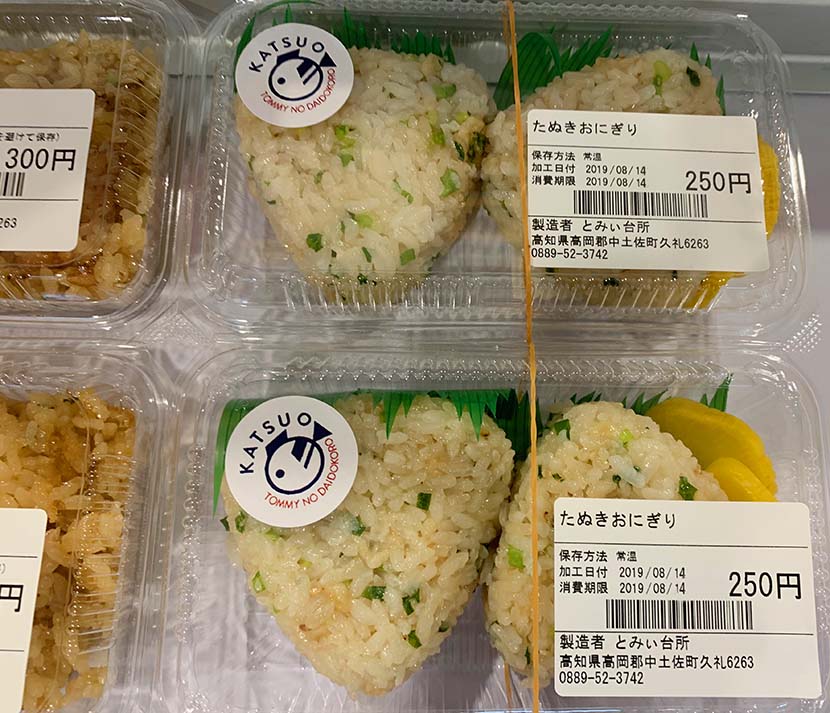 を避けて保存)
300円
6263
KATSUO
TOMMY NO DAIDOKORO
たぬきおにぎり
保存方法 常温
加工日付 2019/08/14
消費期限 2019/08/14
250円
製造者 とみぃ台所
高知県高岡郡中土佐町久礼6263
0889-52-3742
円
KATSUO
TOMMY NO DAIDOKORO
たぬきおにぎり
保存方法 常温
加工日付 2019/08/14
消費期限 2019/08/14
250円
製造者 とみぃ台所
高知県高岡郡中土佐町久礼6263
0889-52-3742